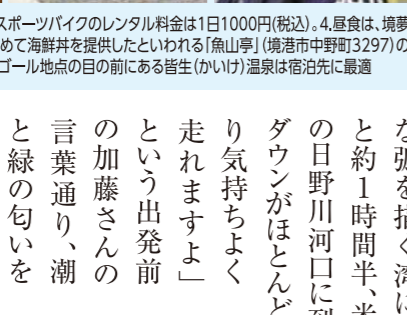 スポーツバイクのレンタル料金は1日1000円(税込)。4.昼食は、境夢
めて海鮮丼を提供したといわれる「魚山亭」(境港市中野町3297)の
ゴール地点の目の前にある皆生(かいけ)温泉は宿泊先に最適
な弧を描く湾に
と約1時間半、米
の日野川河口に到
ダウンがほとんど
り気持ちよく
走れますよ」
という出発前
の加藤さんの
言葉通り、潮
と緑の匂いを